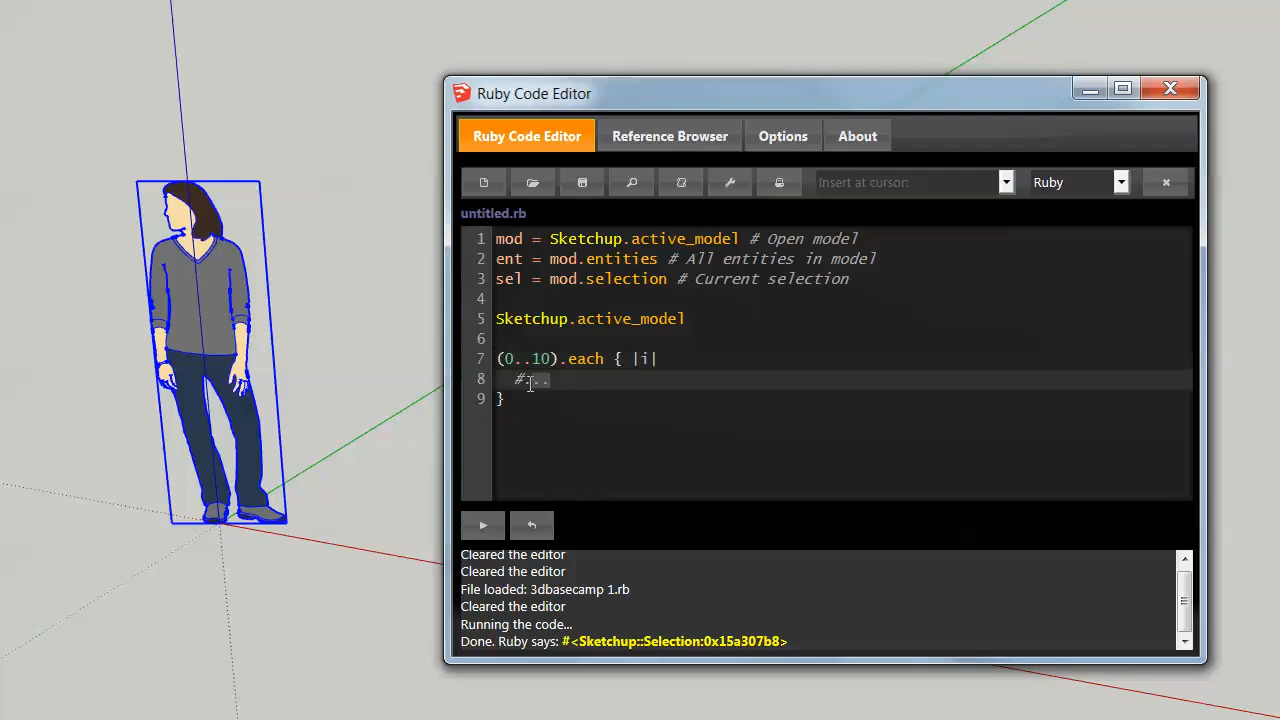 Ruby Code Editor
Ruby Code Editor Reference Browser Options About
Insert at cursor: Ruby
untitled.rb
1 mod = Sketchup.active_model # Open model
2 ent = mod.entities # All entities in model
3 sel = mod.selection # Current selection
4
5 Sketchup.active_model
6
7 (0..10).each { |i|
8 #...
9 }
Cleared the editor
Cleared the editor
File loaded: 3dbasecamp 1.rb
Cleared the editor
Running the code...
Done. Ruby says: #<Sketchup::Selection:0x15a307b8>